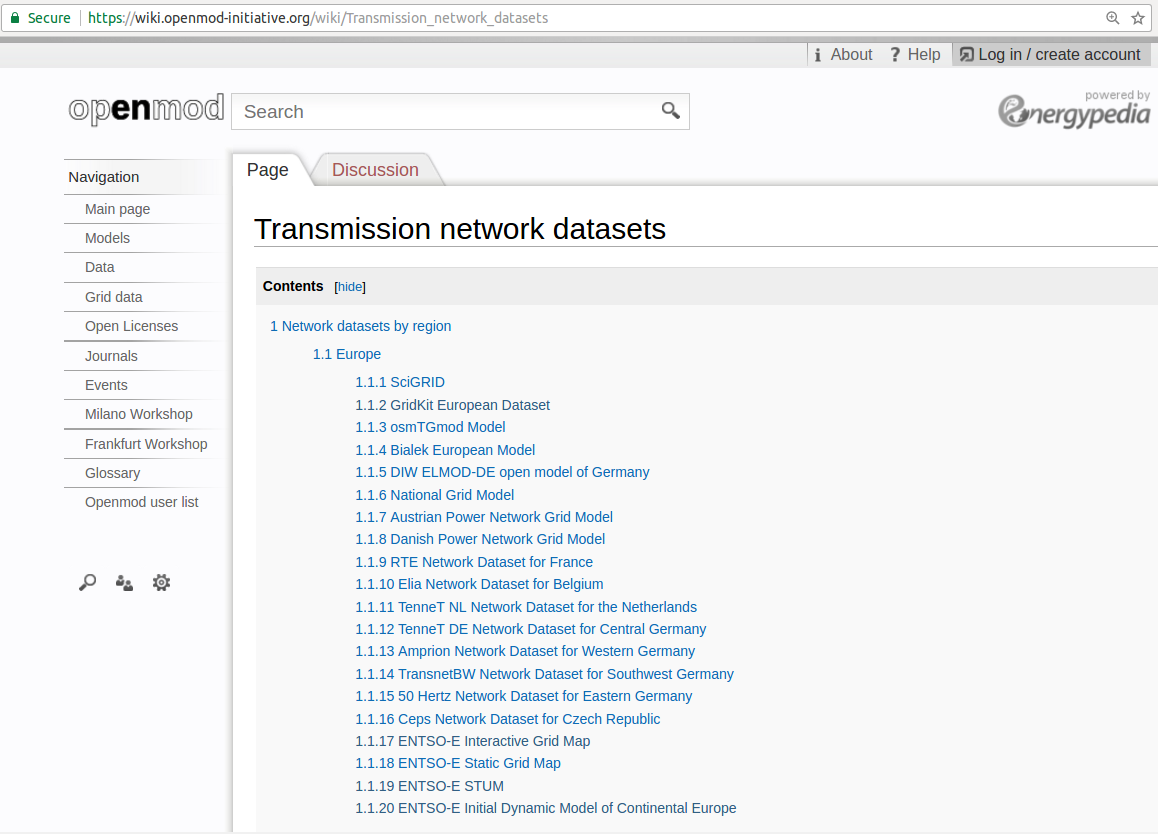 Secure https://wiki.openmod-initiative.org/wiki/Transmission_network_datasets
About Help Log in / create account
openmod Search powered by
energypedia
Page Discussion
Navigation
Main page
Models
Data
Grid data
Open Licenses
Journals
Events
Milano Workshop
Frankfurt Workshop
Glossary
Openmod user list
Transmission network datasets
Contents [hide]
1 Network datasets by region
1.1 Europe
1.1.1 SciGRID
1.1.2 GridKit European Dataset
1.1.3 osmTGmod Model
1.1.4 Bialek European Model
1.1.5 DIW ELMOD-DE open model of Germany
1.1.6 National Grid Model
1.1.7 Austrian Power Network Grid Model
1.1.8 Danish Power Network Grid Model
1.1.9 RTE Network Dataset for France
1.1.10 Elia Network Dataset for Belgium
1.1.11 TenneT NL Network Dataset for the Netherlands
1.1.12 TenneT DE Network Dataset for Central Germany
1.1.13 Amprion Network Dataset for Western Germany
1.1.14 TransnetBW Network Dataset for Southwest Germany
1.1.15 50 Hertz Network Dataset for Eastern Germany
1.1.16 Ceps Network Dataset for Czech Republic
1.1.17 ENTSO-E Interactive Grid Map
1.1.18 ENTSO-E Static Grid Map
1.1.19 ENTSO-E STUM
1.1.20 ENTSO-E Initial Dynamic Model of Continental Europe